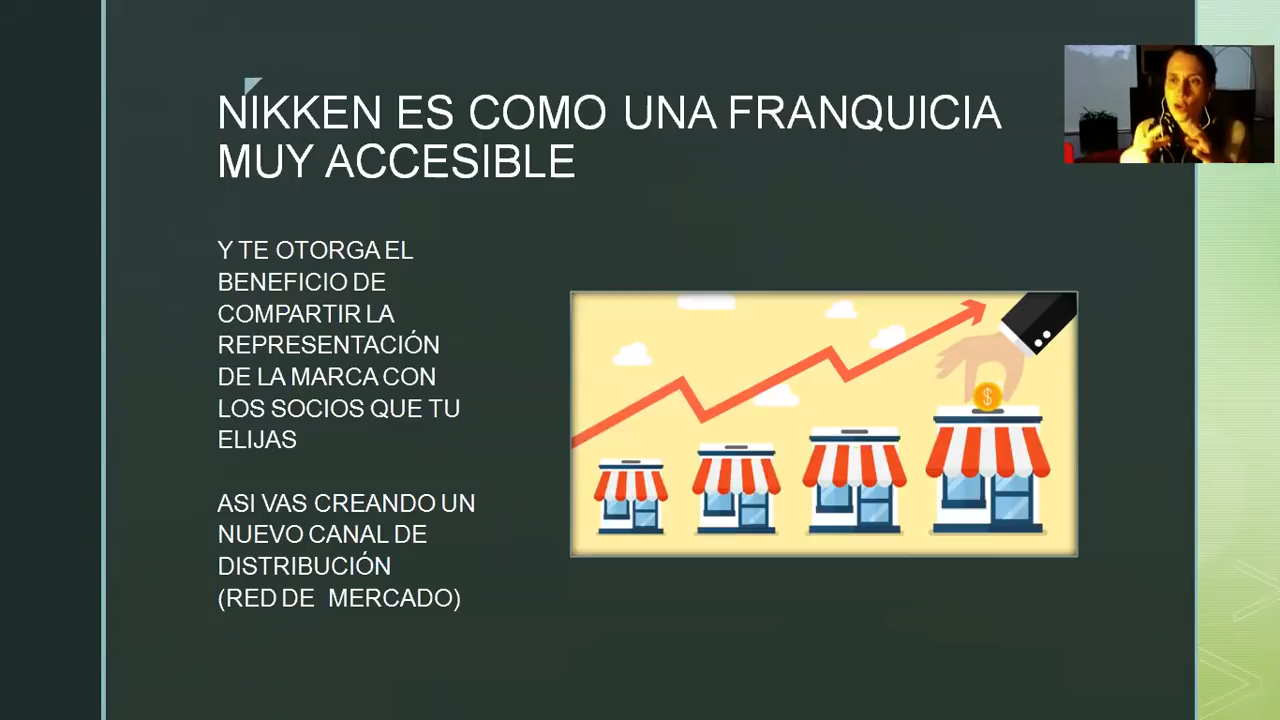 NIKKEN ES COMO UNA FRANQUICIA
MUY ACCESIBLE
Y TE OTORGA EL
BENEFICIO DE
COMPARTIR LA
REPRESENTACIÓN
DE LA MARCA CON
LOS SOCIOS QUE TU
ELIJAS
ASI VAS CREANDO UN
NUEVO CANAL DE
DISTRIBUCIÓN
(RED DE MERCADO)
$